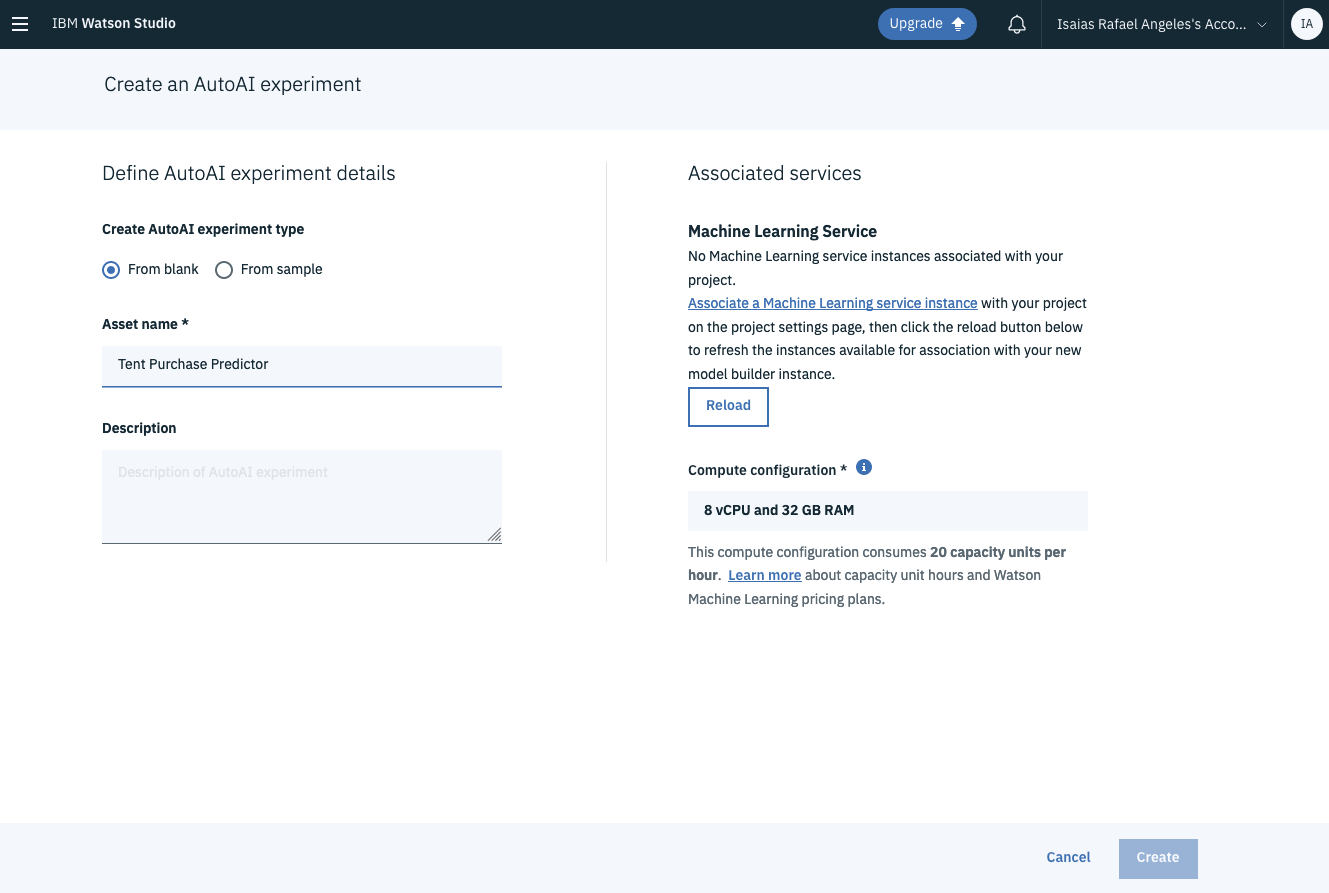 IBM Watson Studio
Upgrade
Isaias Rafael Angeles's Acco...
IA
Create an AutoAI experiment
Define AutoAI experiment details
Create AutoAI experiment type
From blank
From sample
Asset name *
Tent Purchase Predictor
Description
Description of AutoAI experiment
Associated services
Machine Learning Service
No Machine Learning service instances associated with your
project.
Associate a Machine Learning service instance with your project
on the project settings page, then click the reload button below
to refresh the instances available for association with your new
model builder instance.
Reload
Compute configuration *
8 vCPU and 32 GB RAM
This compute configuration consumes 20 capacity units per
hour. Learn more about capacity unit hours and Watson
Machine Learning pricing plans.
Cancel
Create